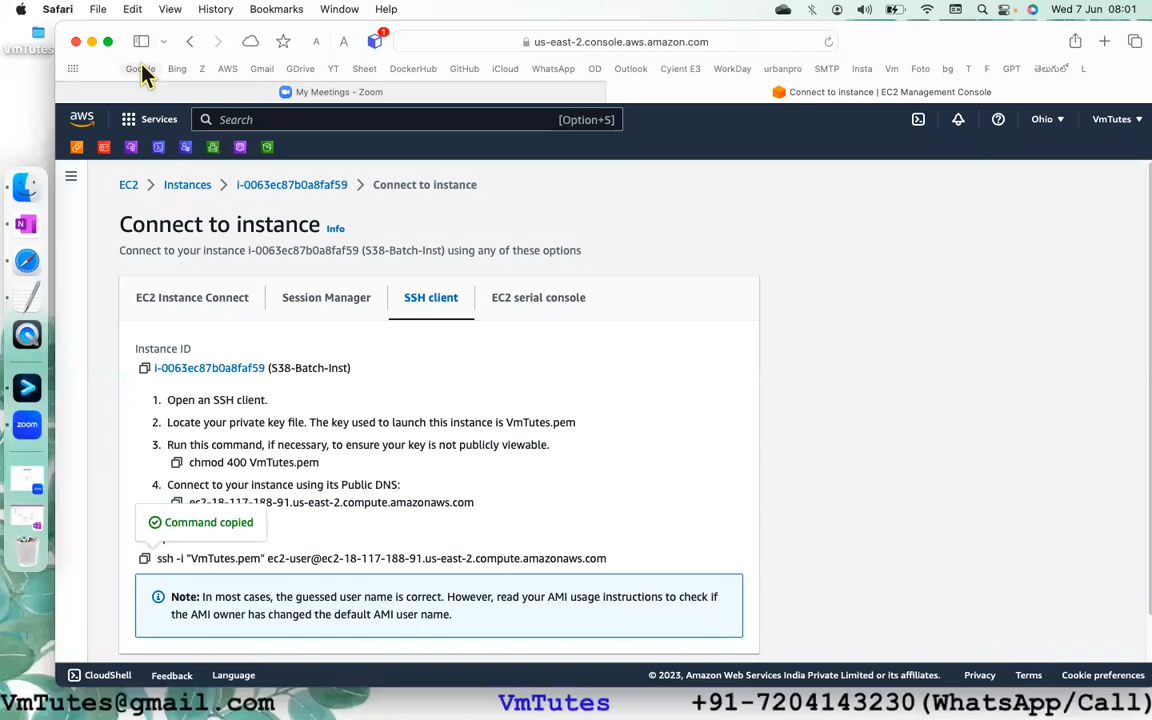 Safari File Edit View History Bookmarks Window Help Wed 7 Jun 08:01
VmTutes
A A 1 us-east-2.console.aws.amazon.com
Google Bing Z AWS Gmail GDrive YT Sheet DockerHub GitHub iCloud WhatsApp OD Outlook Cyient E3 WorkDay urbanpro SMTP Insta Vm Foto bg T F GPT తెలుగులో L
My Meetings - Zoom Connect to instance | EC2 Management Console
aws Services Search [Option+S] Ohio VmTutes
EC2 Instances i-0063ec87b0a8faf59 Connect to instance
Connect to instance Info
Connect to your instance i-0063ec87b0a8faf59 (S38-Batch-Inst) using any of these options
EC2 Instance Connect Session Manager SSH client EC2 serial console
Instance ID
i-0063ec87b0a8faf59 (S38-Batch-Inst)
1. Open an SSH client.
2. Locate your private key file. The key used to launch this instance is VmTutes.pem
3. Run this command, if necessary, to ensure your key is not publicly viewable.
chmod 400 VmTutes.pem
4. Connect to your instance using its Public DNS:
ec2-18-117-188-91.us-east-2.compute.amazonaws.com
Command copied
ssh -i "VmTutes.pem" ec2-user@ec2-18-117-188-91.us-east-2.compute.amazonaws.com
Note: In most cases, the guessed user name is correct. However, read your AMI usage instructions to check if
the AMI owner has changed the default AMI user name.
zoom
CloudShell Feedback Language © 2023, Amazon Web Services India Private Limited or its affiliates. Privacy Terms Cookie preferences
VmTutes@gmail.com VmTutes +91-7204143230(WhatsApp/Call)